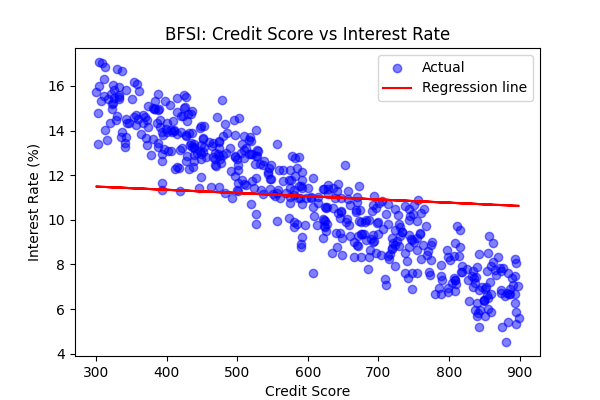 BFSI: Credit Score vs Interest Rate
Actual
Regression line
Interest Rate (%)
16
14
12
10
8
6
4
300
400
500
600
700
800
900
Credit Score